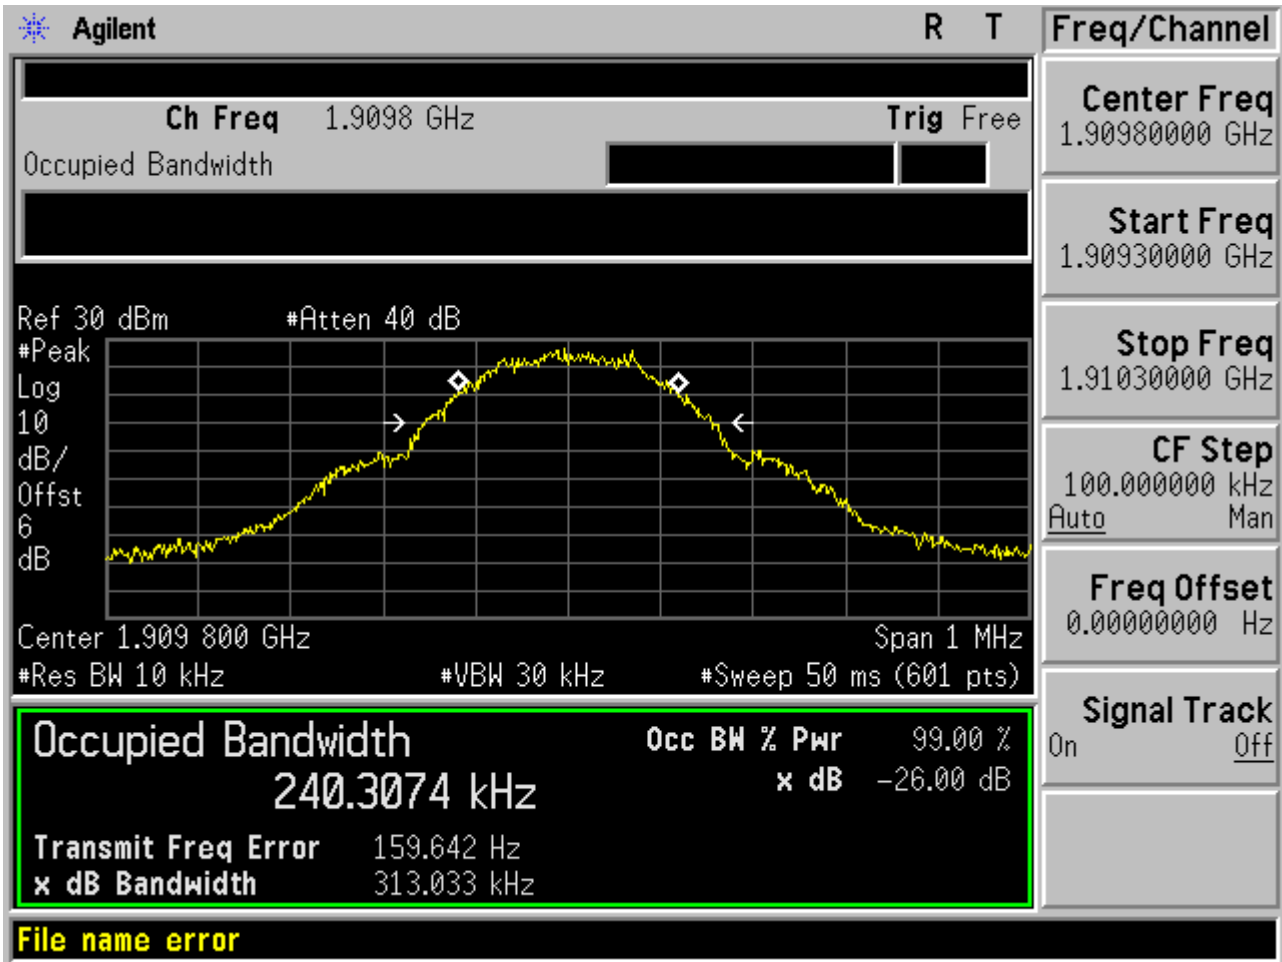 Agilent R T
Ch Freq 1.9098 GHz Trig Free
Occupied Bandwidth
Ref 30 dBm #Atten 40 dB
#Peak
Log
10
dB/
Offst
6
dB
Center 1.909 800 GHz Span 1 MHz
#Res BW 10 kHz #VBW 30 kHz #Sweep 50 ms (601 pts)
Occupied Bandwidth
240.3074 kHz
Occ BW % Pwr 99.00 %
x dB -26.00 dB
Transmit Freq Error 159.642 Hz
x dB Bandwidth 313.033 kHz
File name error
Freq/Channel
Center Freq
1.90980000 GHz
Start Freq
1.90930000 GHz
Stop Freq
1.91030000 GHz
CF Step
100.000000 kHz
Auto Man
Freq Offset
0.00000000 Hz
Signal Track
On Off